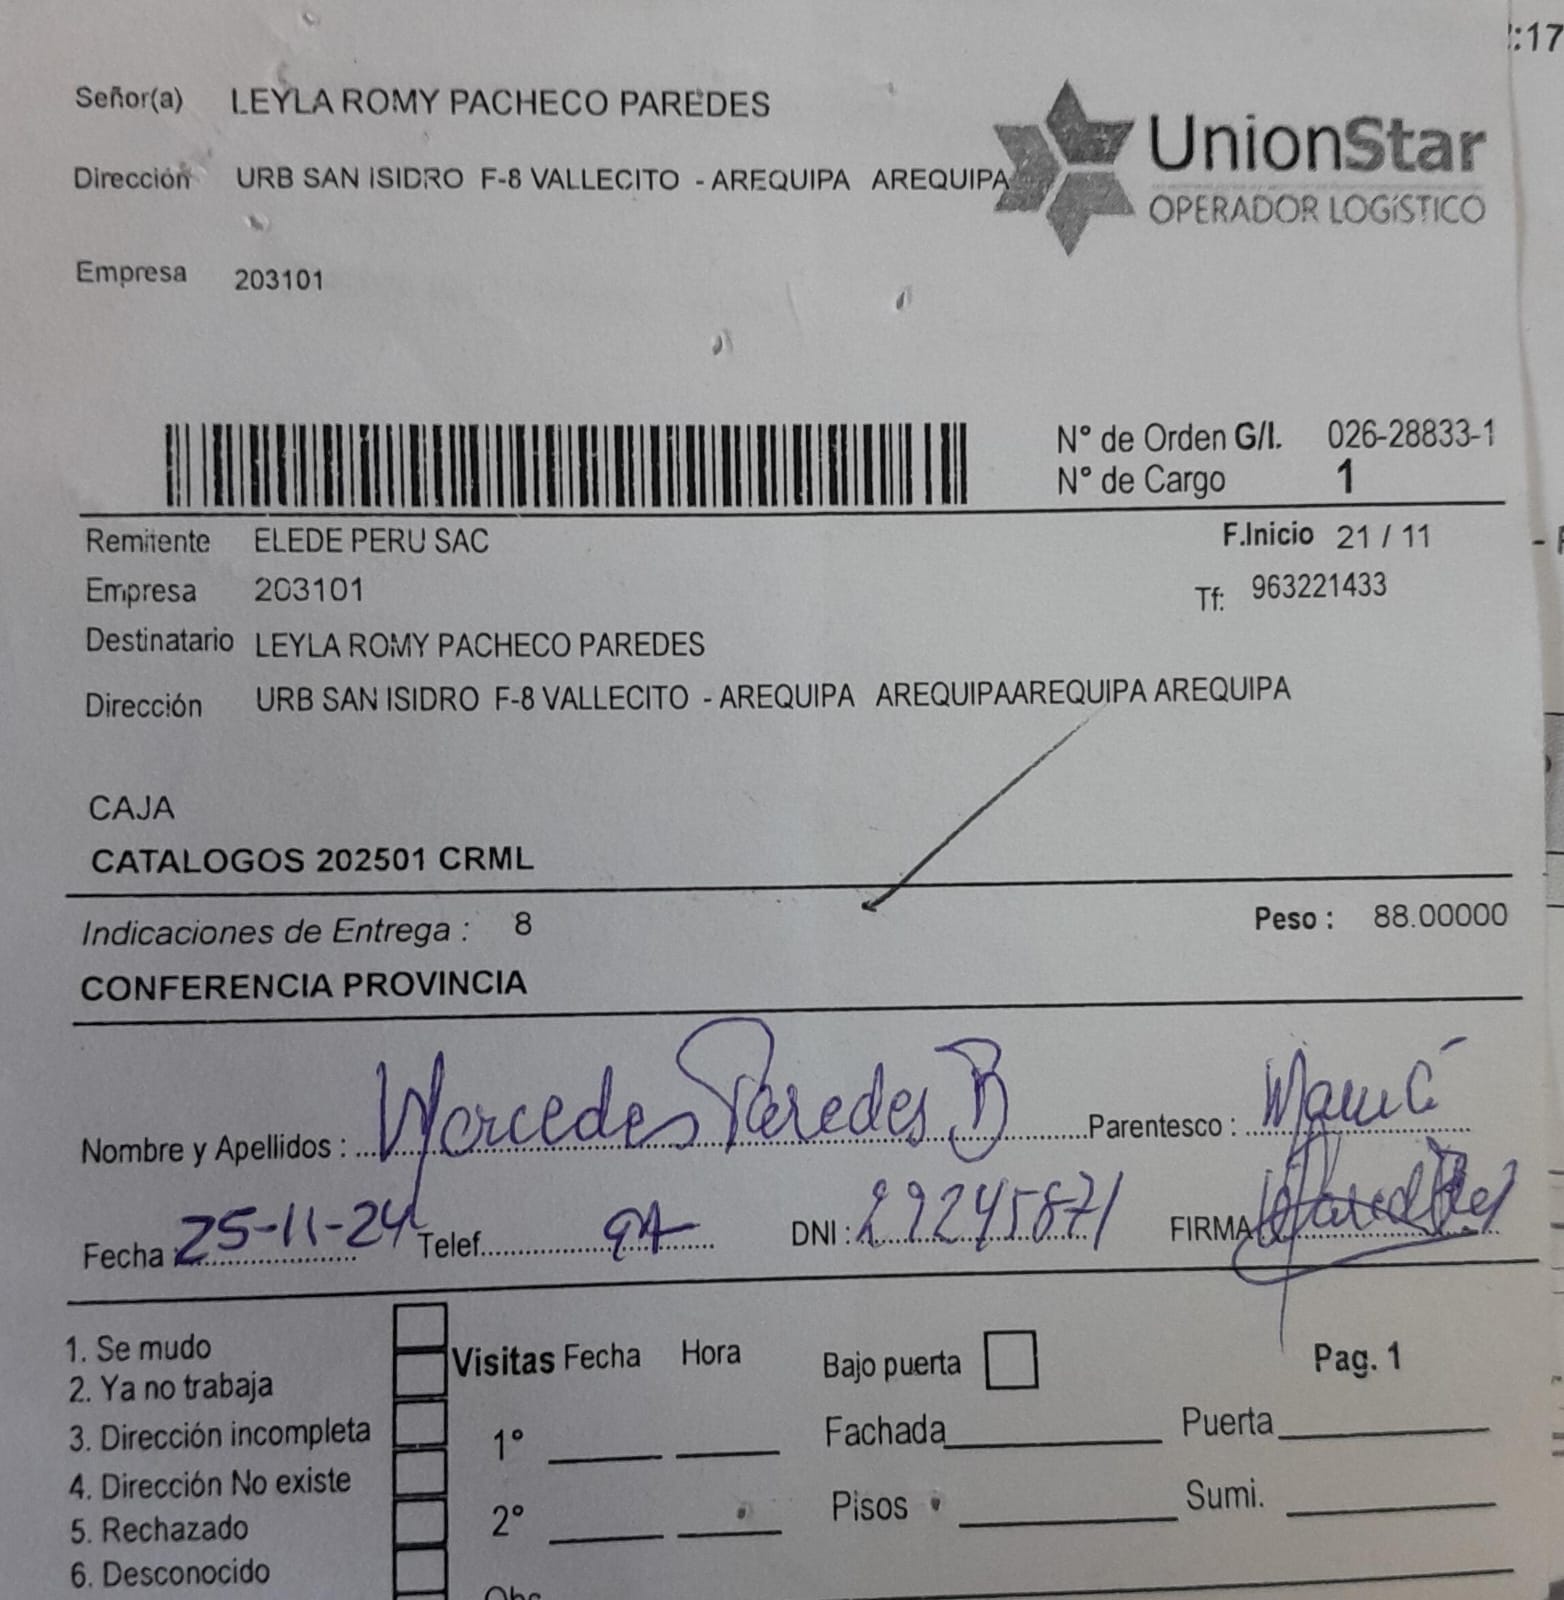 :17
Señor(a) LEYLA ROMY PACHECO PAREDES
UnionStar
OPERADOR LOGíSTICO
Dirección URB SAN ISIDRO F-8 VALLECITO - AREQUIPA AREQUIPA
Empresa 203101
N° de Orden G/I. 026-28833-1
N° de Cargo 1
Remitente ELEDE PERU SAC F.Inicio 21 / 11
Empresa 203101 Tf: 963221433
Destinatario LEYLA ROMY PACHECO PAREDES
Dirección URB SAN ISIDRO F-8 VALLECITO - AREQUIPA AREQUIPAAREQUIPA AREQUIPA
CAJA
CATALOGOS 202501 CRML
Indicaciones de Entrega : 8 Peso : 88.00000
CONFERENCIA PROVINCIA
Nombre y Apellidos : Mercedes Paredes B Parentesco : Mamá
Fecha 25-11-24 Telef. DNI : 29245871 FIRMA
1. Se mudo
2. Ya no trabaja
3. Dirección incompleta
4. Dirección No existe
5. Rechazado
6. Desconocido
Visitas Fecha Hora
1°
2°
Obs
Bajo puerta Pag. 1
Fachada Puerta
Pisos Sumi.